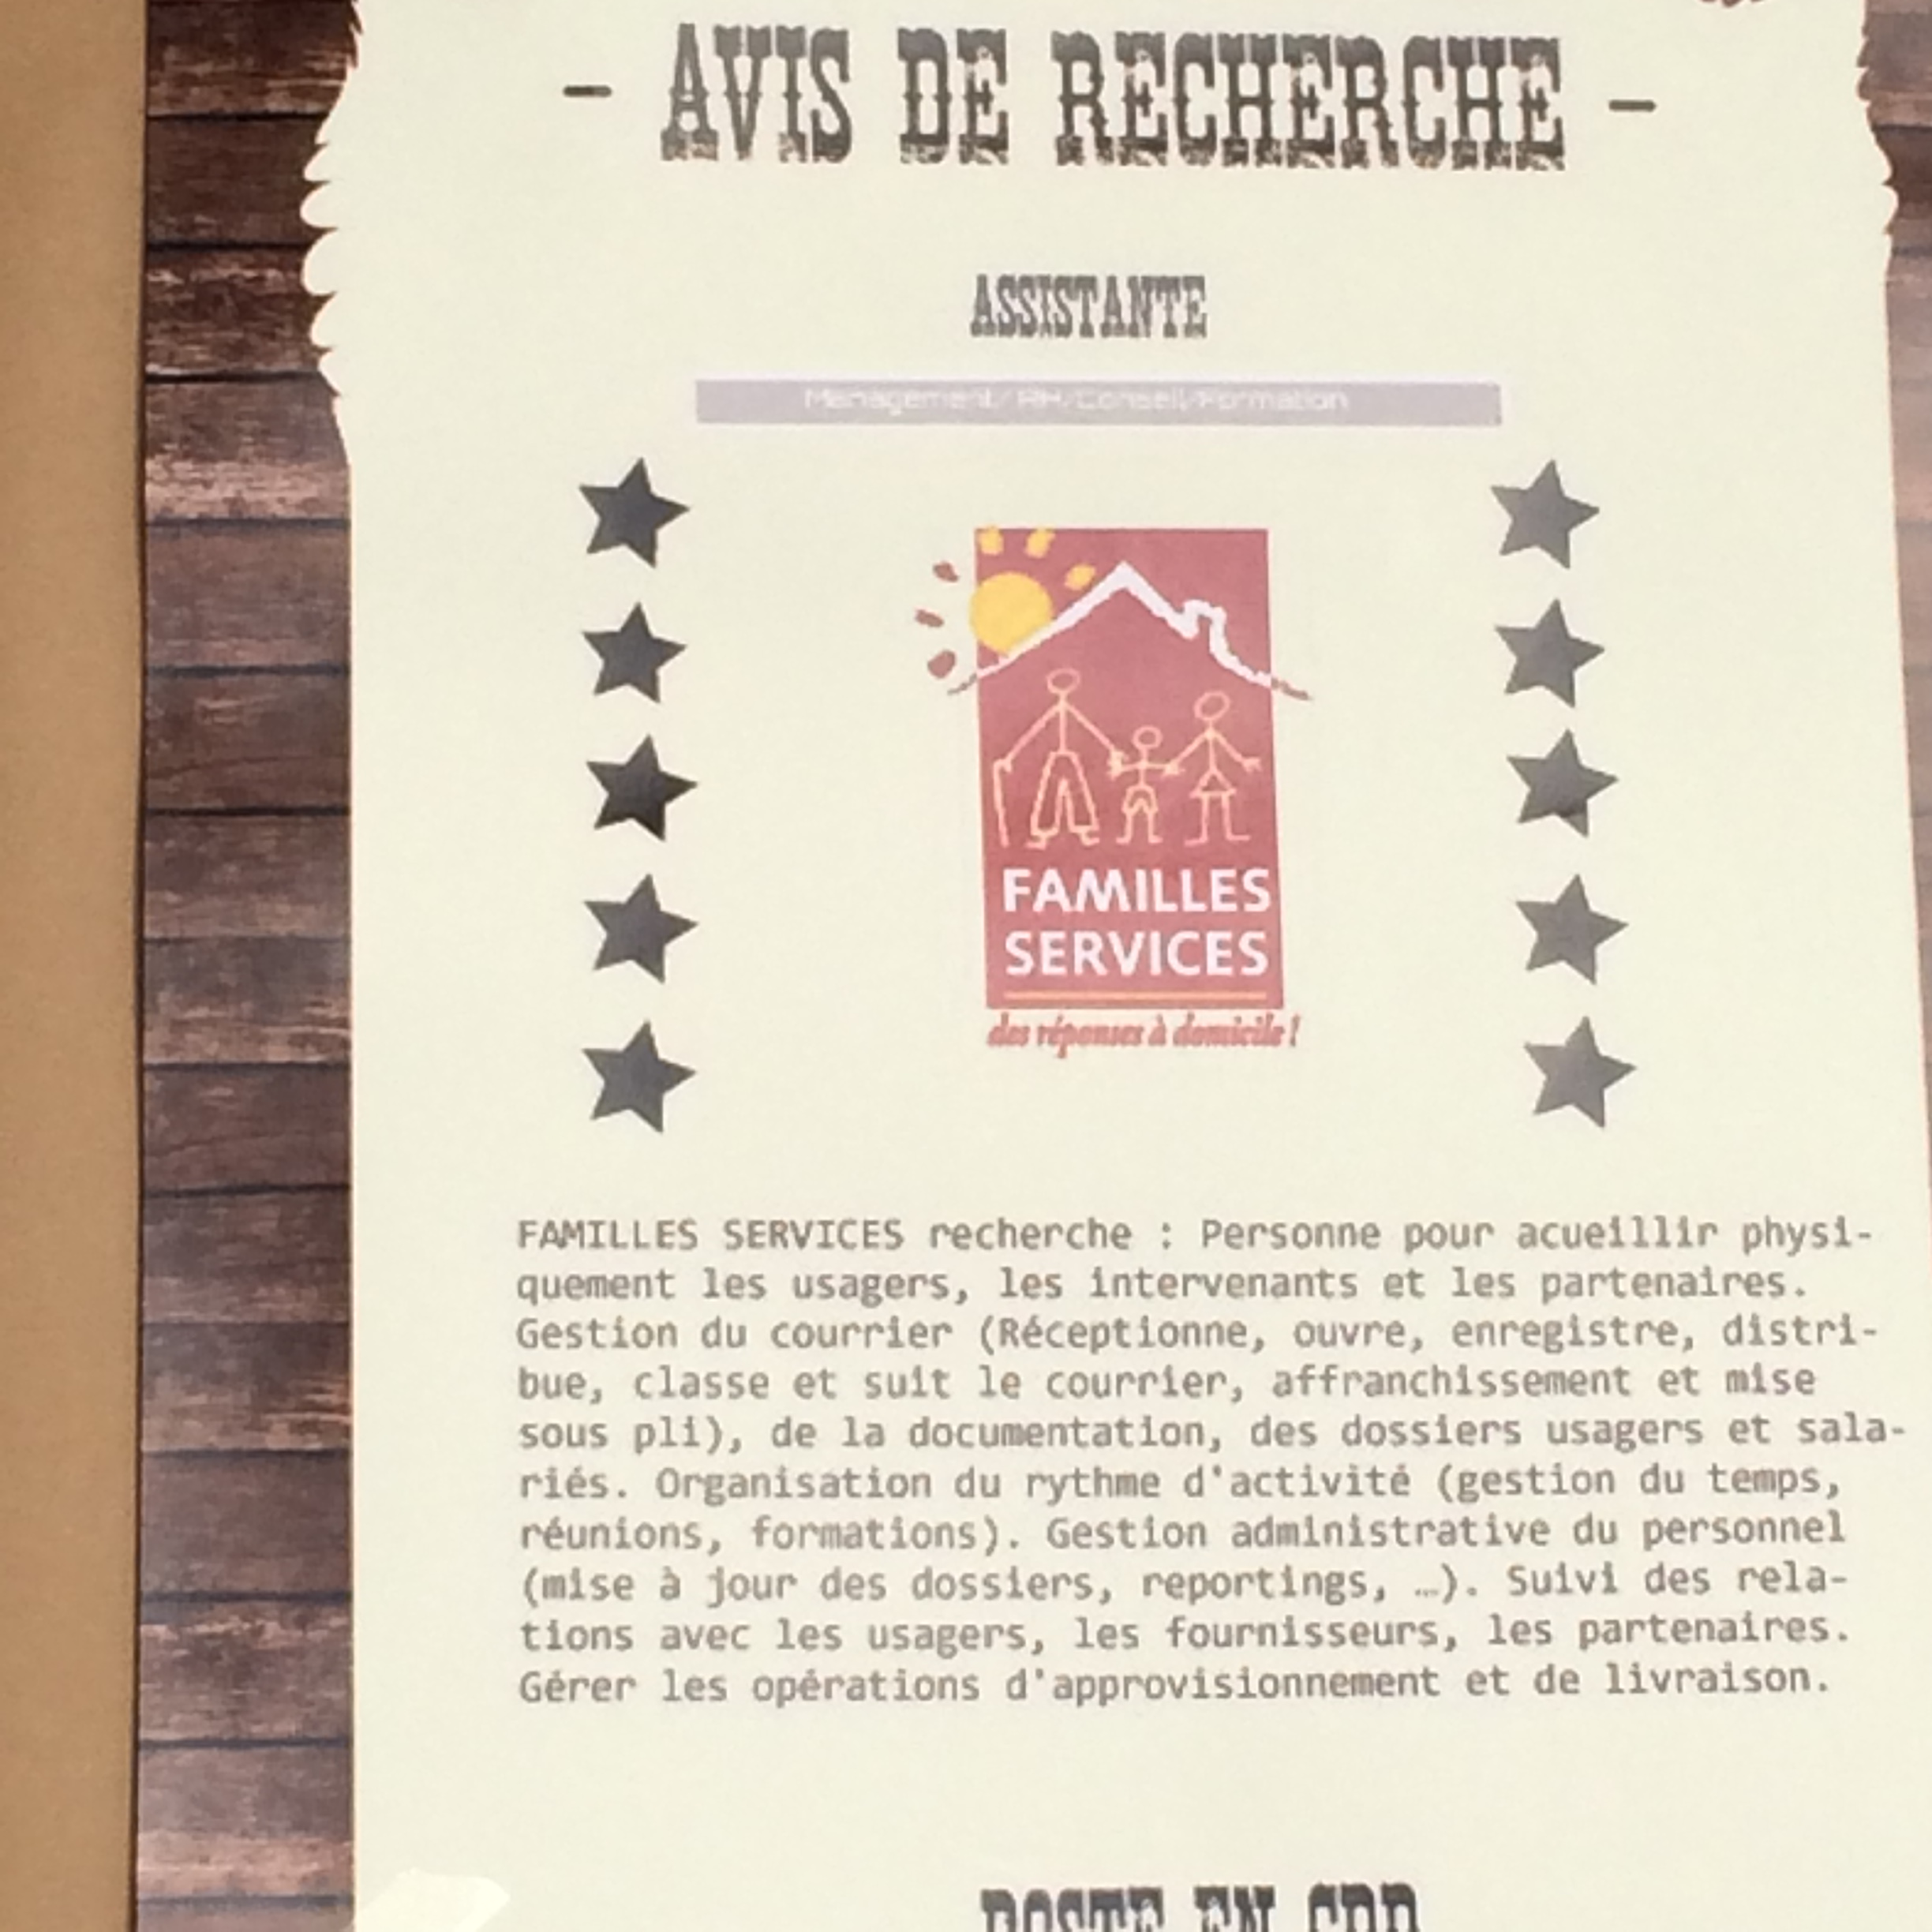 - AVIS DE RECHERCHE -
ASSISTANTE
Management/RH/Conseil/Formation
FAMILLES
SERVICES
des réponses à domicile !
FAMILLES SERVICES recherche : Personne pour acueillir physi-
quement les usagers, les intervenants et les partenaires.
Gestion du courrier (Réceptionne, ouvre, enregistre, distri-
bue, classe et suit le courrier, affranchissement et mise
sous pli), de la documentation, des dossiers usagers et sala-
riés. Organisation du rythme d'activité (gestion du temps,
réunions, formations). Gestion administrative du personnel
(mise à jour des dossiers, reportings, …). Suivi des rela-
tions avec les usagers, les fournisseurs, les partenaires.
Gérer les opérations d'approvisionnement et de livraison.
POSTE EN CDD